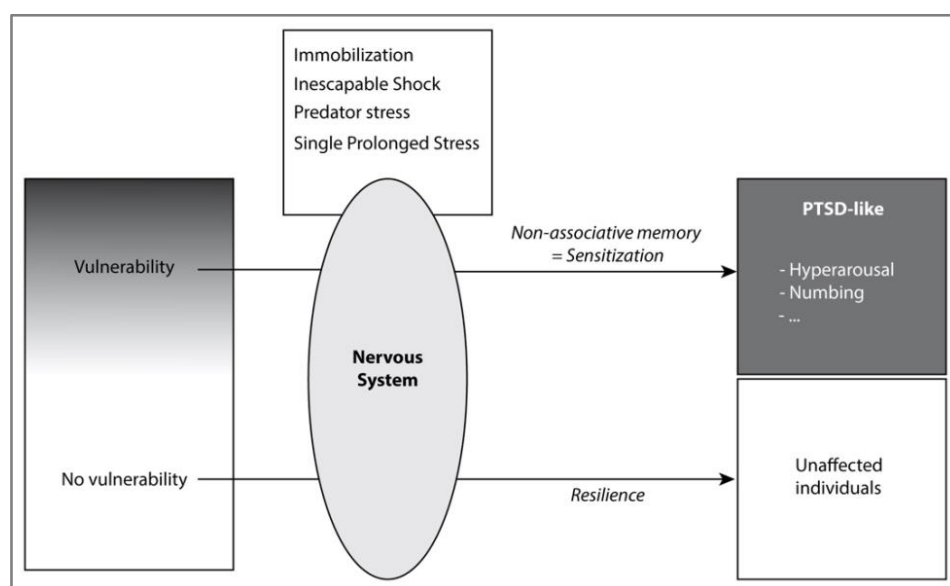 Immobilization
Inescapable Shock
Predator stress
Single Prolonged Stress
Vulnerability
Non-associative memory
= Sensitization
PTSD-like
- Hyperarousal
- Numbing
- ...
Nervous
System
No vulnerability
Resilience
Unaffected
individuals